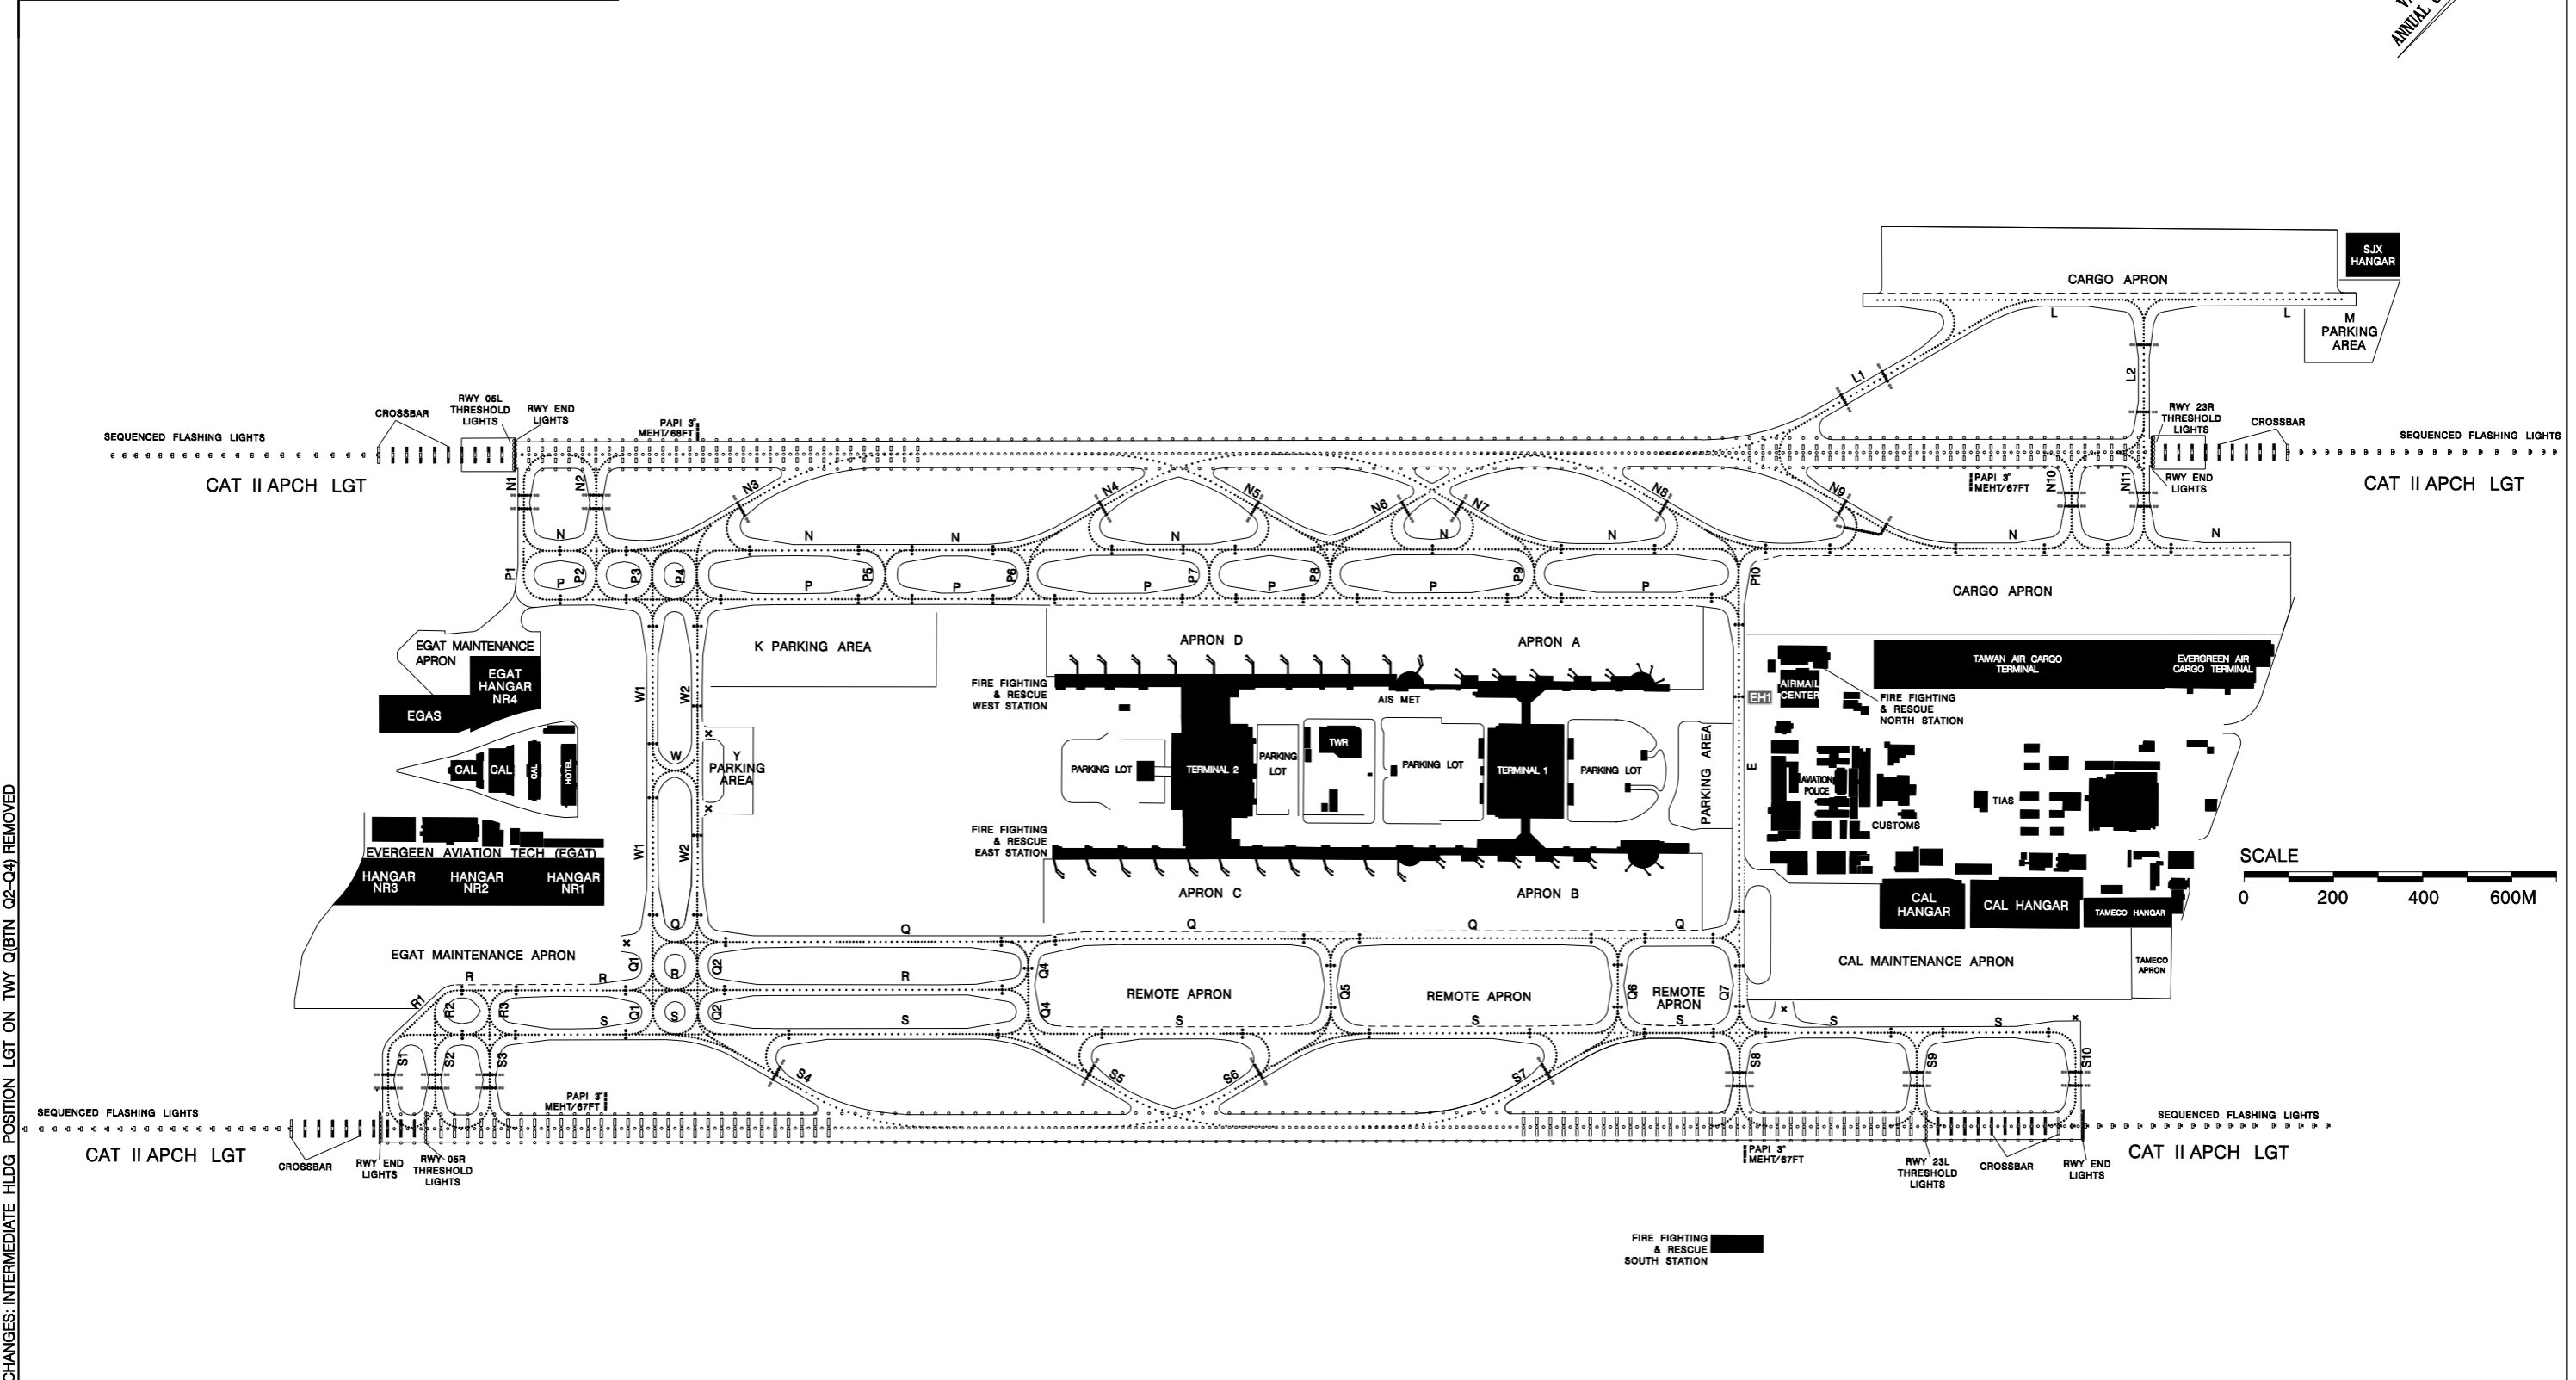 ANNUAL
SJX
HANGAR
CARGO APRON
L
L
M
PARKING
AREA
L1
L2
RWY 05L
THRESHOLD
LIGHTS
RWY END
LIGHTS
CROSSBAR
PAPI 3°
MEHT/68FT
RWY 23R
THRESHOLD
LIGHTS
CROSSBAR
SEQUENCED FLASHING LIGHTS
SEQUENCED FLASHING LIGHTS
CAT II APCH LGT
N1
N2
N3
N4
N5
N6
N7
N8
N9
PAPI 3°
MEHT/67FT
N10
N11
RWY END
LIGHTS
CAT II APCH LGT
N
N
N
N
N
N
N
N
P1
P2
P3
P4
P5
P6
P7
P8
P9
P10
P
P
P
P
P
P
P
CARGO APRON
EGAT MAINTENANCE
APRON
K PARKING AREA
APRON D
APRON A
EGAT
HANGAR
NR4
EGAS
W1
W2
FIRE FIGHTING
& RESCUE
WEST STATION
AIS MET
EH1
AIRMAIL
CENTER
TAIWAN AIR CARGO
TERMINAL
EVERGREEN AIR
CARGO TERMINAL
FIRE FIGHTING
& RESCUE
NORTH STATION
CAL
CAL
CAL
HOTEL
W
Y
PARKING
AREA
PARKING LOT
TERMINAL 2
PARKING
LOT
TWR
PARKING LOT
TERMINAL 1
PARKING LOT
PARKING AREA
E
AVIATION
POLICE
TIAS
CUSTOMS
EVERGEEN AVIATION TECH (EGAT)
HANGAR
NR3
HANGAR
NR2
HANGAR
NR1
W1
W2
FIRE FIGHTING
& RESCUE
EAST STATION
APRON C
APRON B
CAL
HANGAR
CAL HANGAR
TAMECO HANGAR
SCALE
0 200 400 600M
Q
Q
Q
Q
Q
EGAT MAINTENANCE APRON
Q1
Q2
Q4
Q5
Q6
Q7
R
R
R
R
R1
R2
R3
Q1
Q2
Q4
REMOTE APRON
REMOTE APRON
REMOTE
APRON
CAL MAINTENANCE APRON
TAMECO
APRON
S
S
S
S
S
S
S
S
S1
S2
S3
S4
S5
S6
S7
S8
S9
S10
PAPI 3°
MEHT/67FT
SEQUENCED FLASHING LIGHTS
SEQUENCED FLASHING LIGHTS
CAT II APCH LGT
CROSSBAR
RWY END
LIGHTS
RWY 05R
THRESHOLD
LIGHTS
PAPI 3°
MEHT/67FT
RWY 23L
THRESHOLD
LIGHTS
CROSSBAR
RWY END
LIGHTS
CAT II APCH LGT
FIRE FIGHTING
& RESCUE
SOUTH STATION
CHANGES: INTERMEDIATE HLDG POSITION LGT ON TWY Q(BTN Q2-Q4) REMOVED